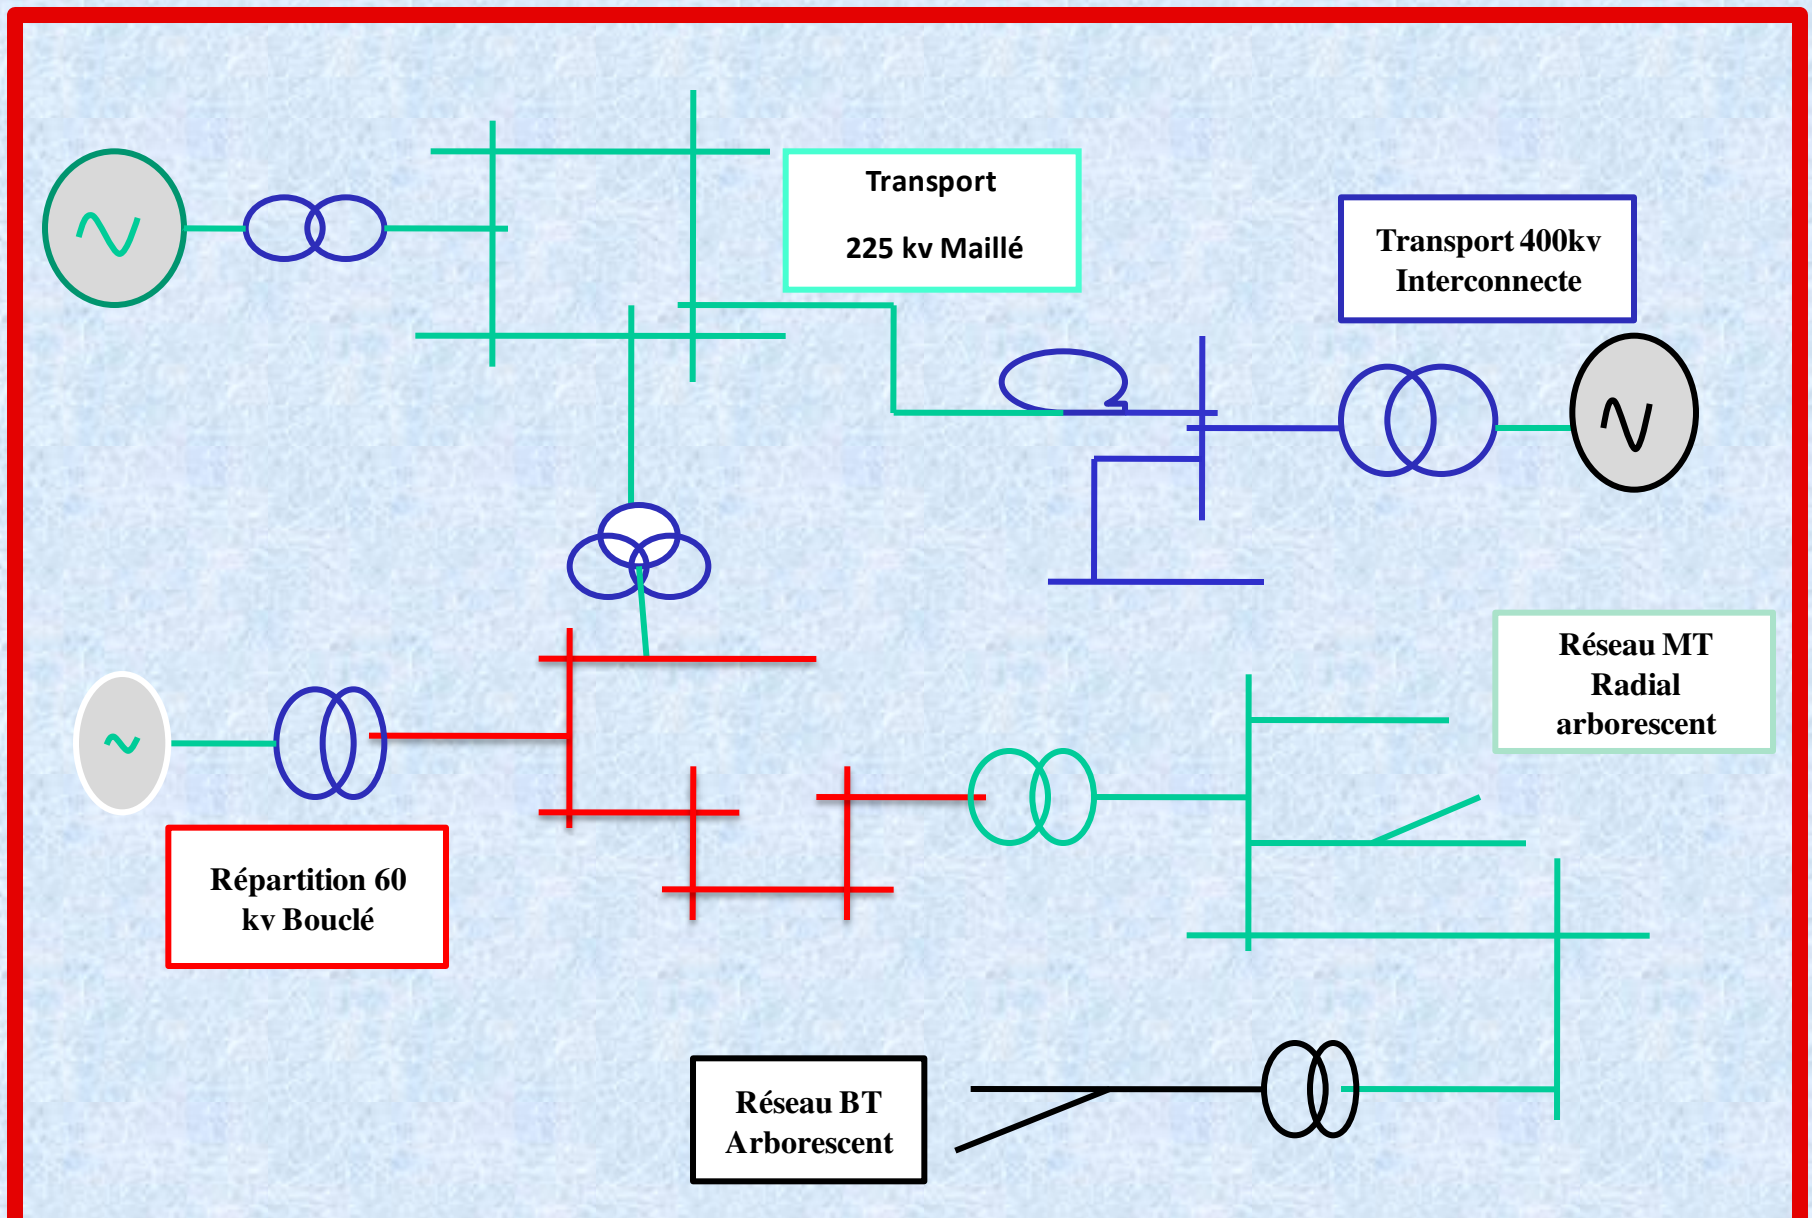 Transport
225 kv Maillé
Transport 400kv
Interconnecte
Réseau MT
Radial
arborescent
Répartition 60
kv Bouclé
Réseau BT
Arborescent